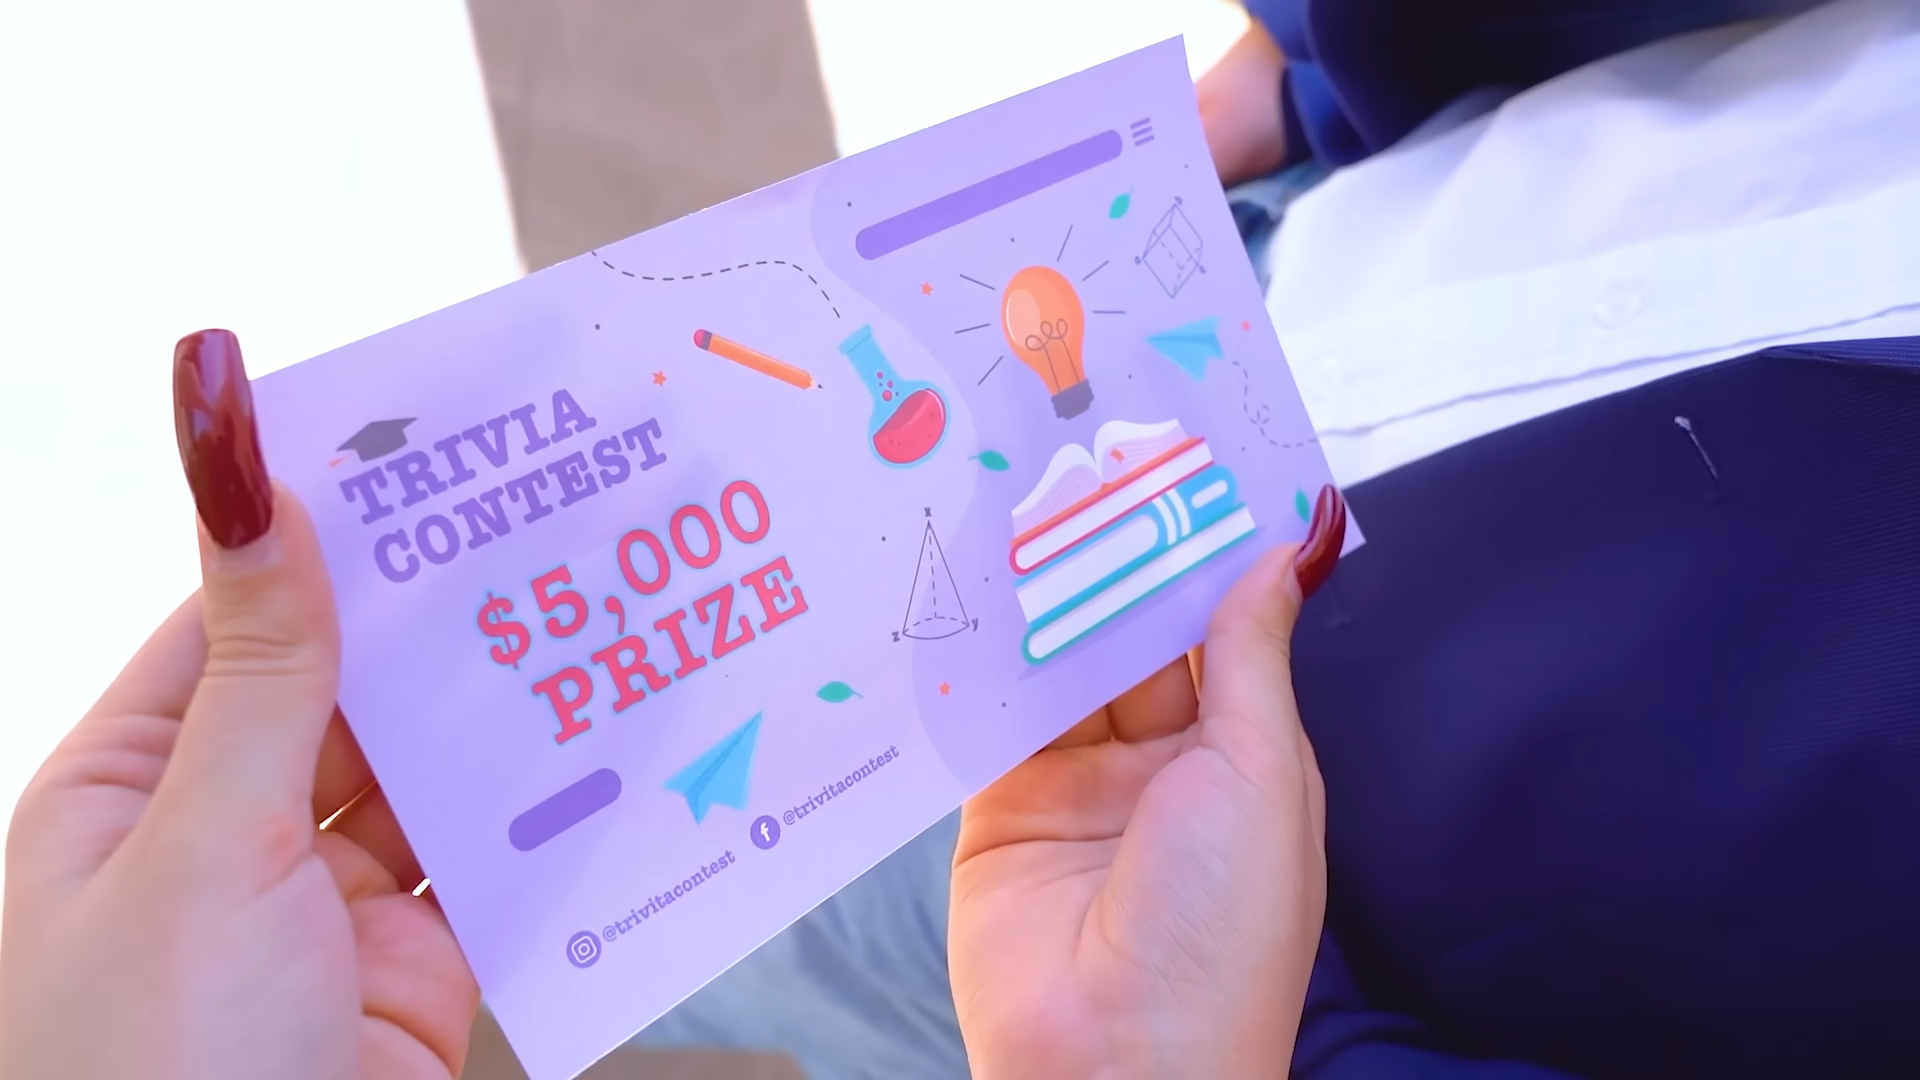 TRIVIA
CONTEST
$5,000
PRIZE
@trivitacontest
f @trivitacontest
x
z
y